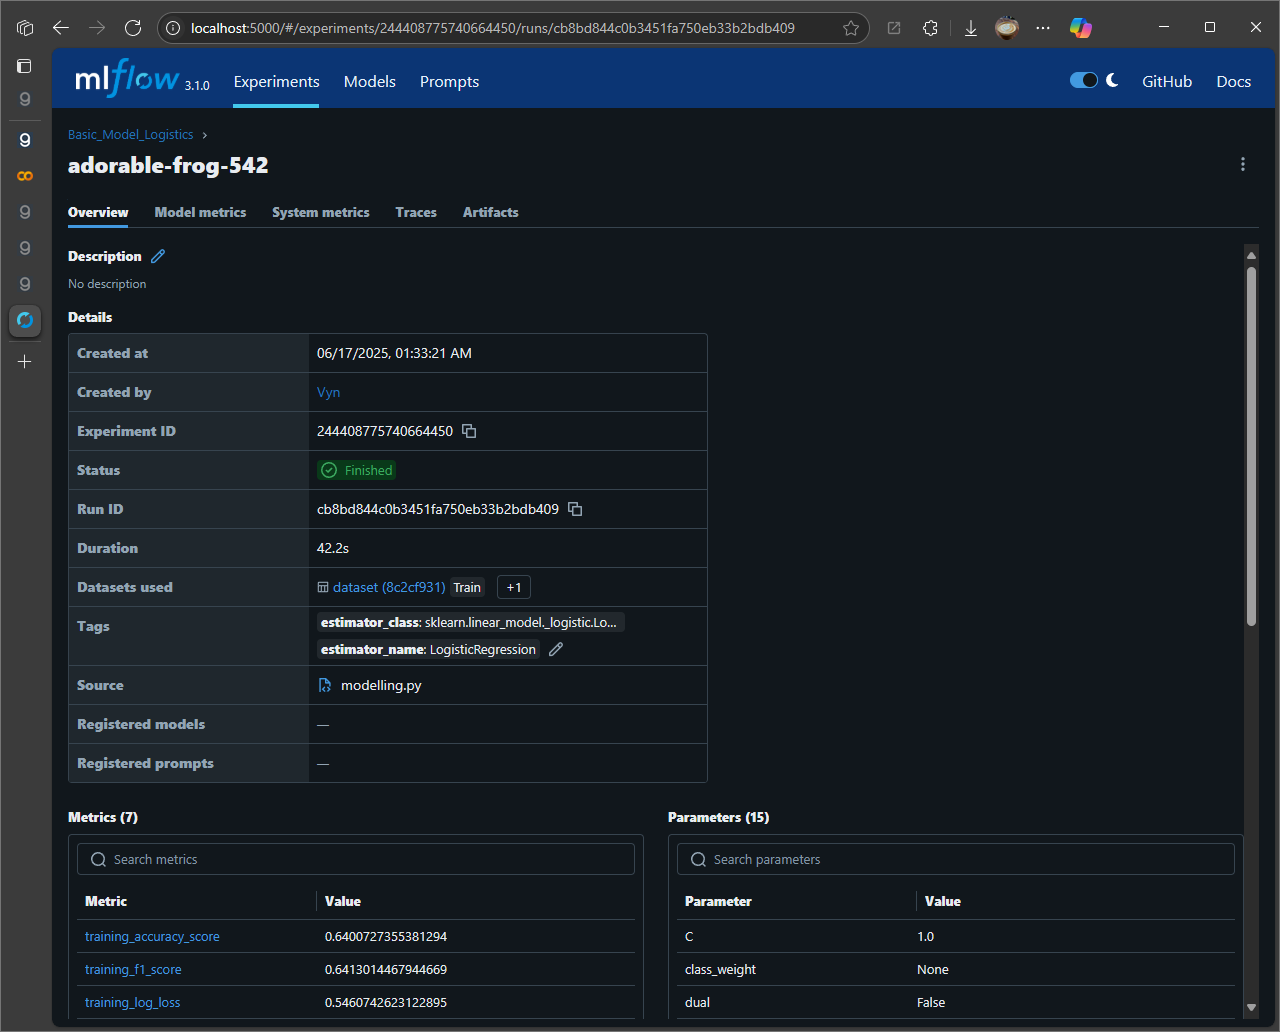 localhost:5000/#/experiments/244408775740664450/runs/cb8bd844c0b3451fa750eb33b2bdb409
mlflow 3.1.0 Experiments Models Prompts GitHub Docs
Basic_Model_Logistics ›
adorable-frog-542
Overview Model metrics System metrics Traces Artifacts
Description
No description
Details
Created at 06/17/2025, 01:33:21 AM
Created by Vyn
Experiment ID 244408775740664450
Status Finished
Run ID cb8bd844c0b3451fa750eb33b2bdb409
Duration 42.2s
Datasets used dataset (8c2cf931) Train +1
Tags estimator_class: sklearn.linear_model._logistic.Lo...
estimator_name: LogisticRegression
Source modelling.py
Registered models —
Registered prompts —
Metrics (7)
Search metrics
Metric Value
training_accuracy_score 0.6400727355381294
training_f1_score 0.6413014467944669
training_log_loss 0.5460742623122895
Parameters (15)
Search parameters
Parameter Value
C 1.0
class_weight None
dual False